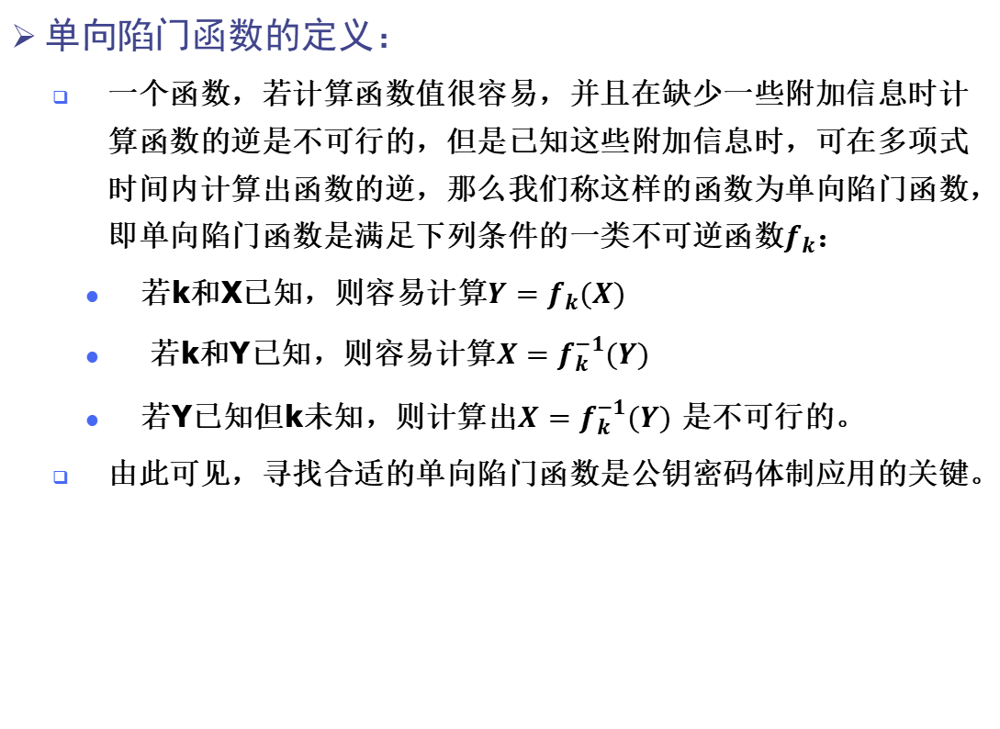 单向陷门函数的定义：
一个函数，若计算函数值很容易，并且在缺少一些附加信息时计
算函数的逆是不可行的，但是已知这些附加信息时，可在多项式
时间内计算出函数的逆，那么我们称这样的函数为单向陷门函数，
即单向陷门函数是满足下列条件的一类不可逆函数f_k：
若k和X已知，则容易计算Y = f_k(X)
若k和Y已知，则容易计算X = f_k^{-1}(Y)
若Y已知但k未知，则计算出X = f_k^{-1}(Y) 是不可行的。
由此可见，寻找合适的单向陷门函数是公钥密码体制应用的关键。